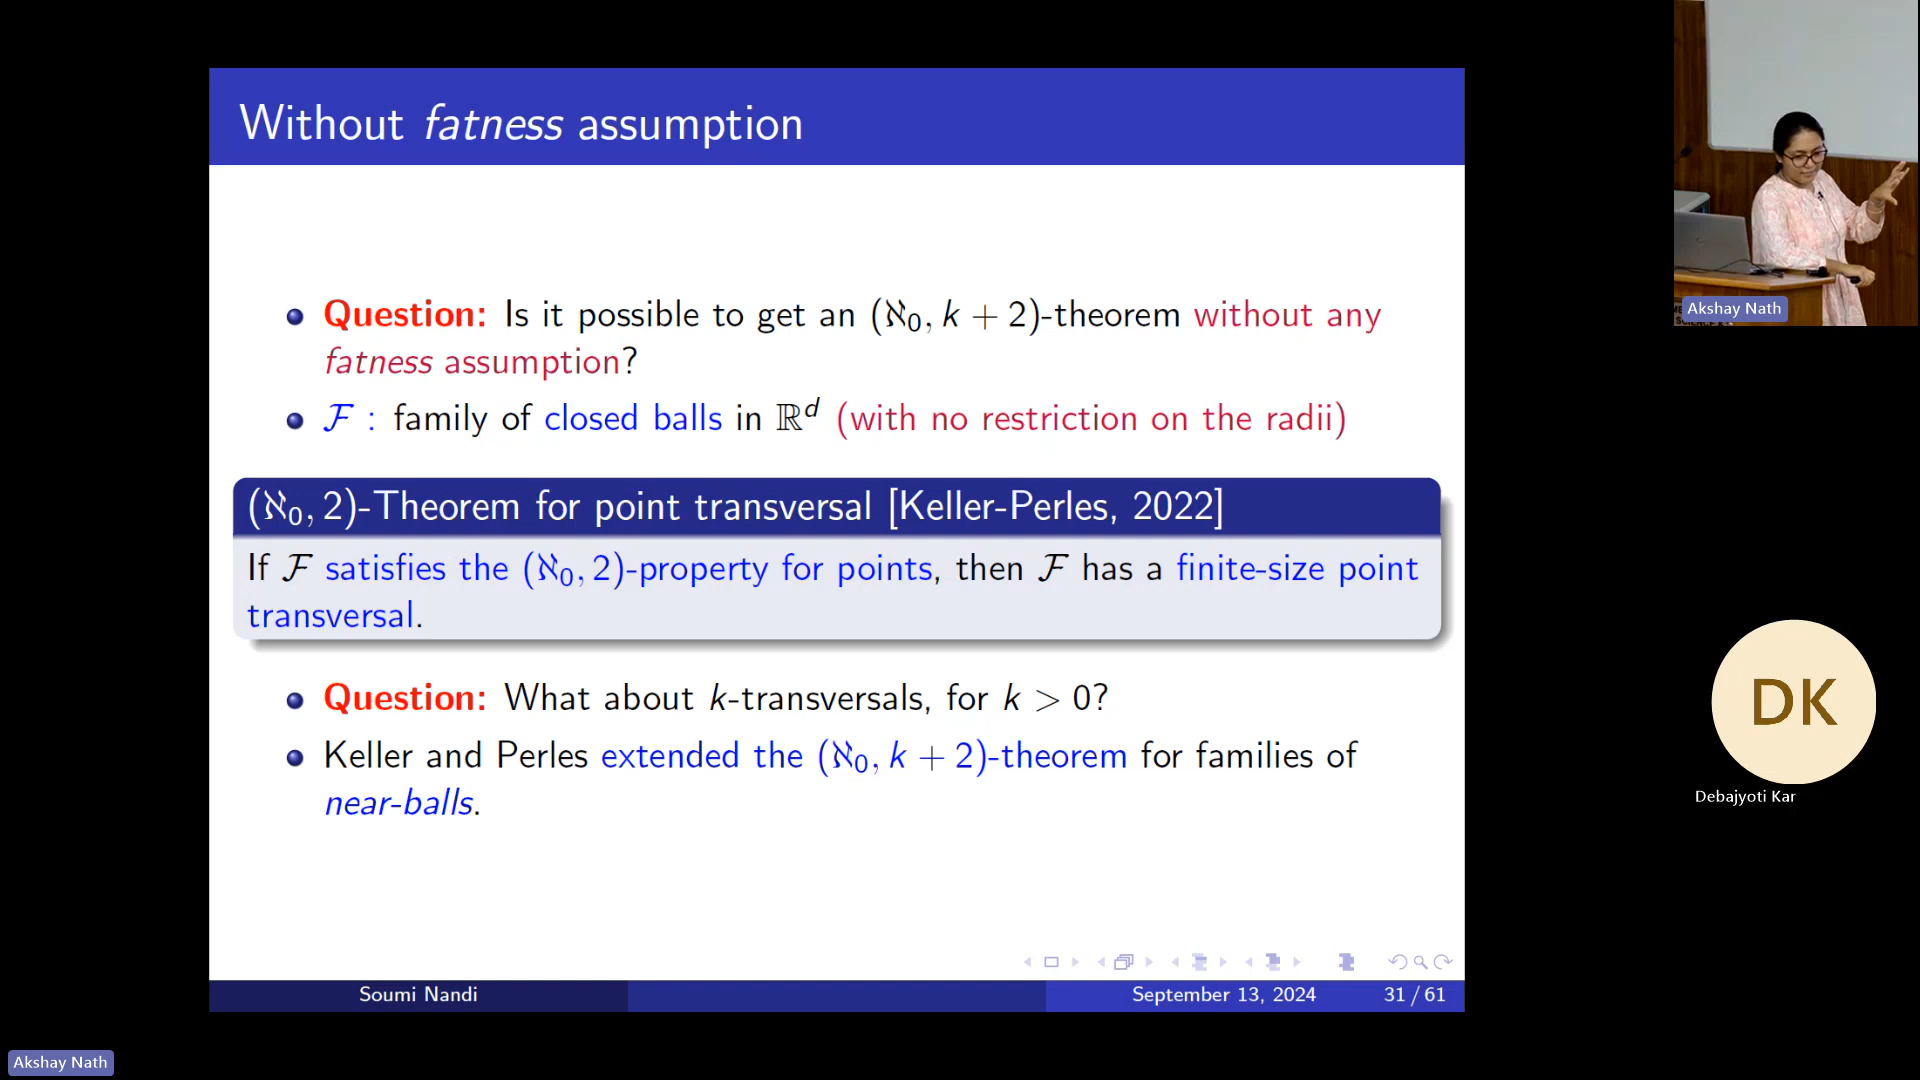 Without fatness assumption
Question: Is it possible to get an (ℵ₀, k + 2)-theorem without any
fatness assumption?
ℱ : family of closed balls in ℝᵈ (with no restriction on the radii)
(ℵ₀, 2)-Theorem for point transversal [Keller-Perles, 2022]
If ℱ satisfies the (ℵ₀, 2)-property for points, then ℱ has a finite-size point
transversal.
Question: What about k-transversals, for k > 0?
Keller and Perles extended the (ℵ₀, k + 2)-theorem for families of
near-balls.
Soumi Nandi
September 13, 2024
31 / 61
Akshay Nath
DK
Debajyoti Kar
Akshay Nath